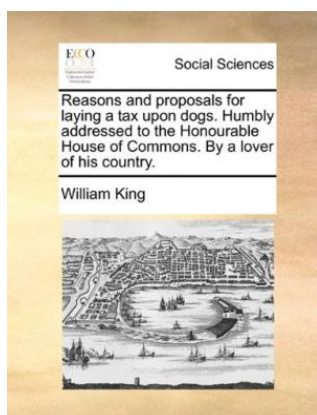 ECCO
Social Sciences
Reasons and proposals for
laying a tax upon dogs. Humbly
addressed to the Honourable
House of Commons. By a lover
of his country.
William King